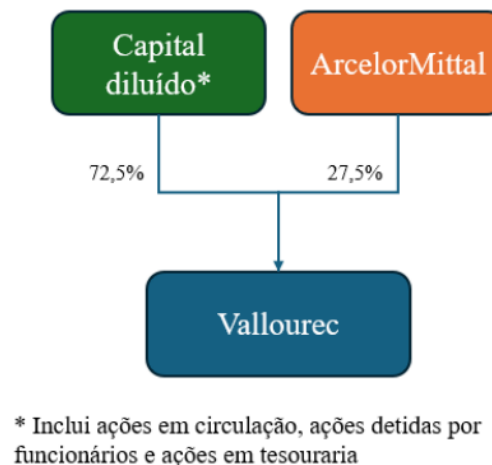 Capital
diluído*
ArcelorMittal
72,5%
27,5%
Vallourec
* Inclui ações em circulação, ações detidas por
funcionários e ações em tesouraria